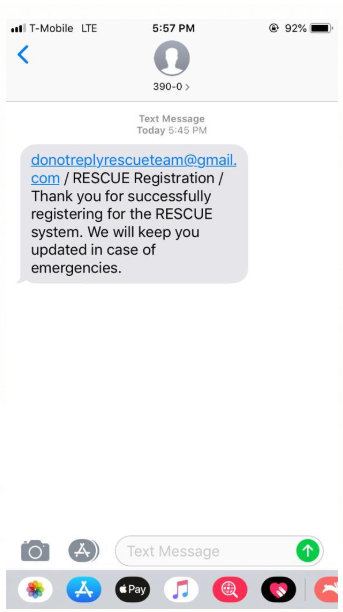 T-Mobile LTE 5:57 PM 92%
390-0 >
Text Message
Today 5:45 PM
donotreplyrescueteam@gmail.
com / RESCUE Registration /
Thank you for successfully
registering for the RESCUE
system. We will keep you
updated in case of
emergencies.
Text Message
Pay